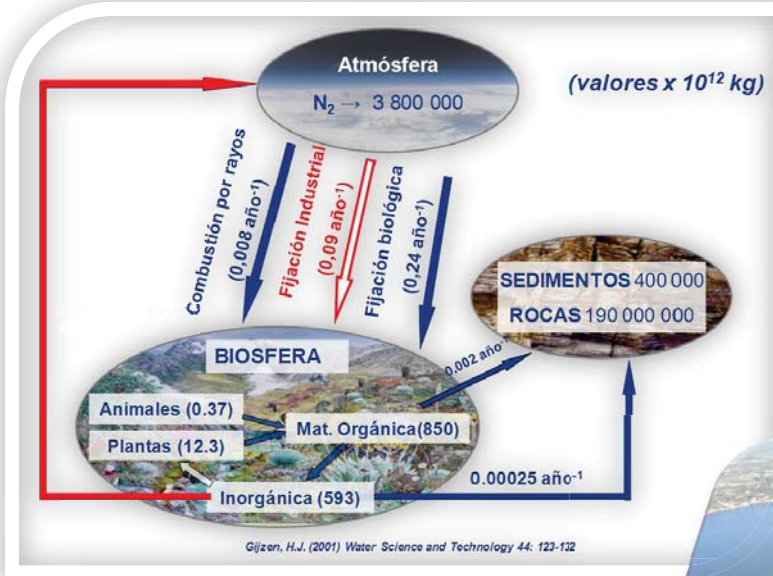 Atmósfera
N₂ → 3 800 000
(valores x 10¹² kg)
Combustión por rayos
(0,008 año⁻¹)
Fijación Industrial
(0,09 año⁻¹)
Fijación biológica
(0,24 año⁻¹)
SEDIMENTOS 400 000
ROCAS 190 000 000
BIOSFERA
0.002 año⁻¹
Animales (0.37)
Plantas (12.3)
Mat. Orgánica(850)
Inorgánica (593)
0.00025 año⁻¹
Gijzen, H.J. (2001) Water Science and Technology 44: 123-132